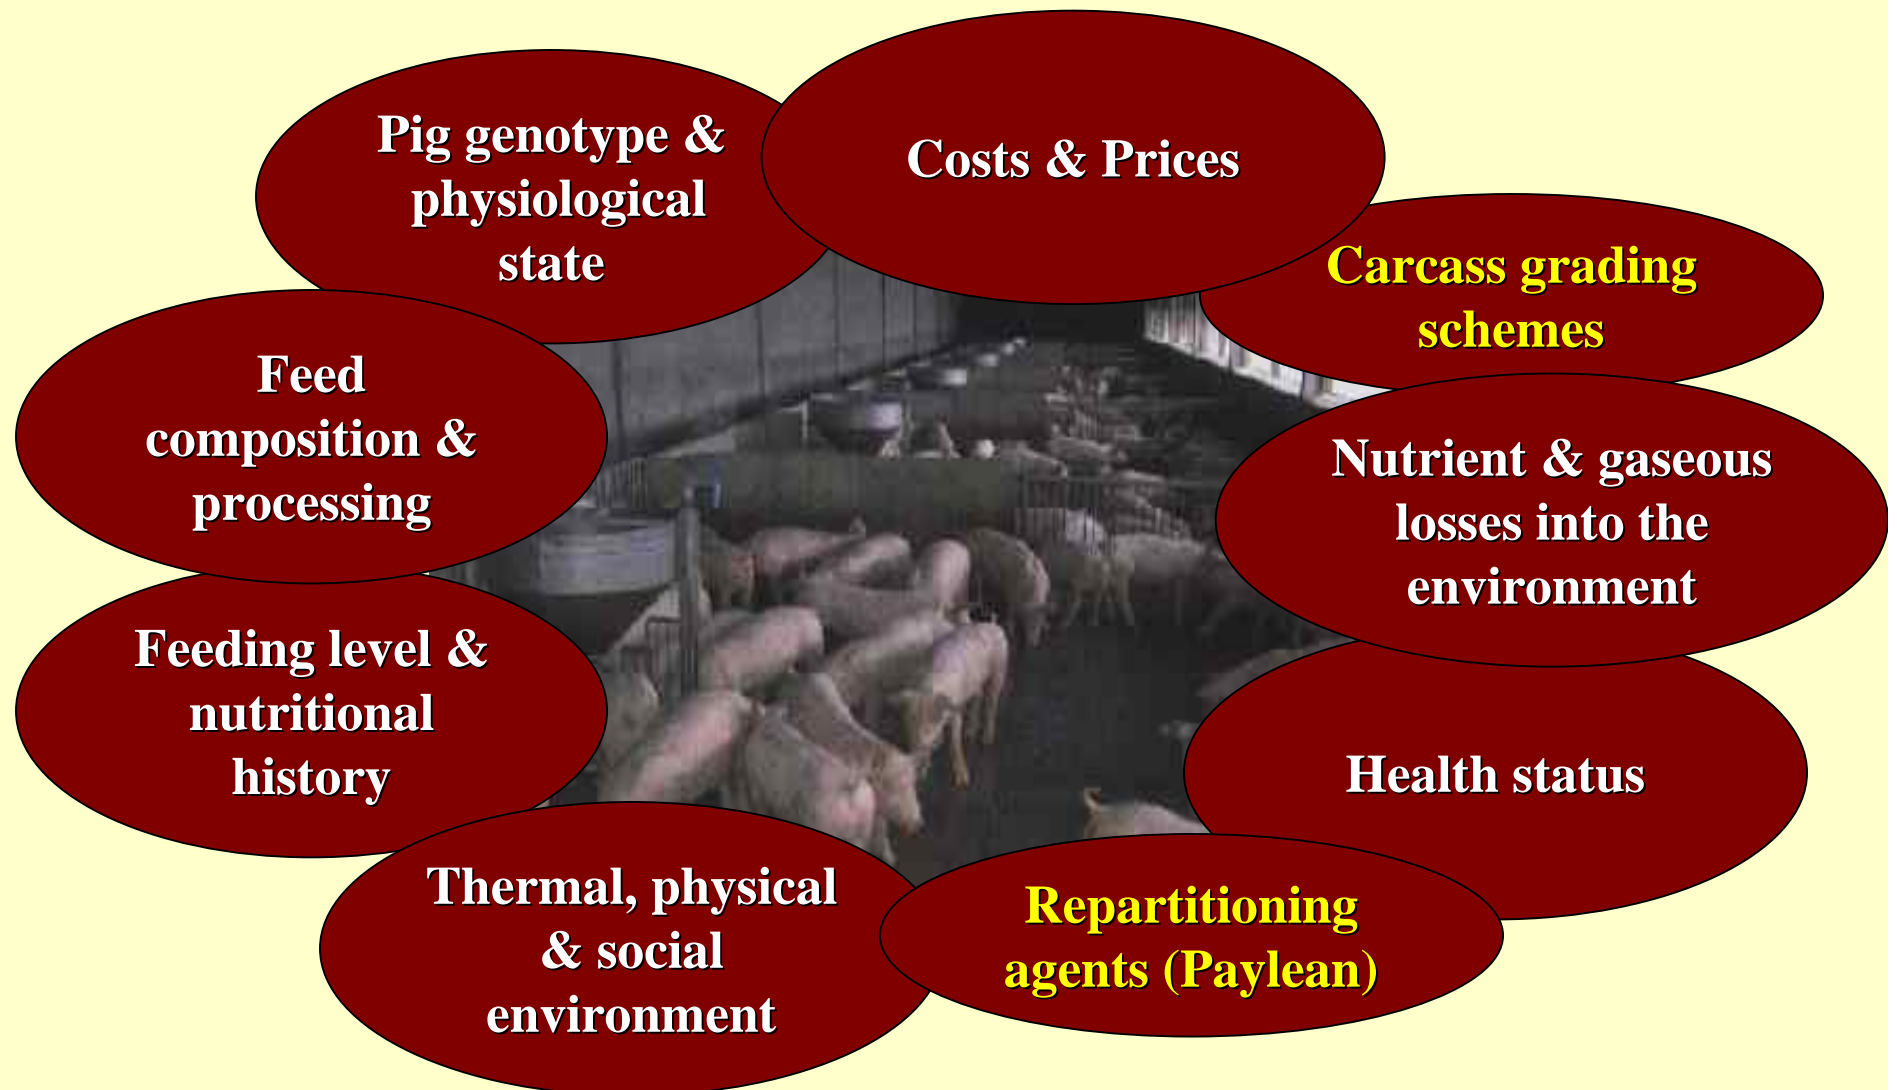 Pig genotype &
physiological
state
Costs & Prices
Carcass grading
schemes
Feed
composition &
processing
Nutrient & gaseous
losses into the
environment
Feeding level &
nutritional
history
Health status
Thermal, physical
& social
environment
Repartitioning
agents (Paylean)